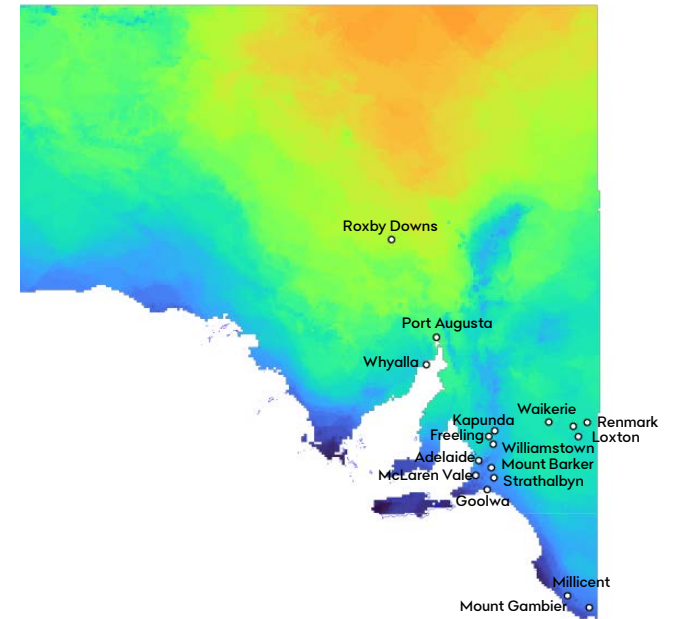 Roxby Downs
Port Augusta
Whyalla
Waikerie
Kapunda
Renmark
Freeling
Loxton
Williamstown
Adelaide
Mount Barker
McLaren Vale
Strathalbyn
Goolwa
Millicent
Mount Gambier